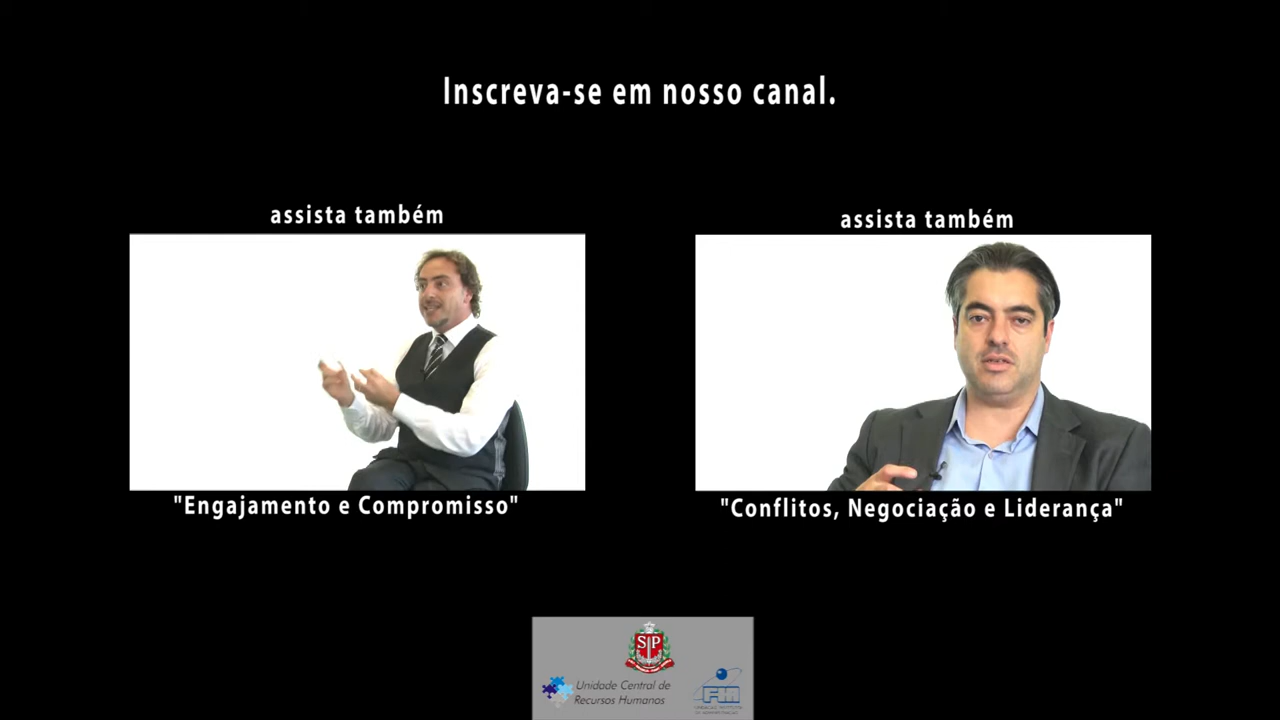 Inscreva-se em nosso canal.
assista também
"Engajamento e Compromisso"
assista também
"Conflitos, Negociação e Liderança"
SP
Unidade Central de
Recursos Humanos